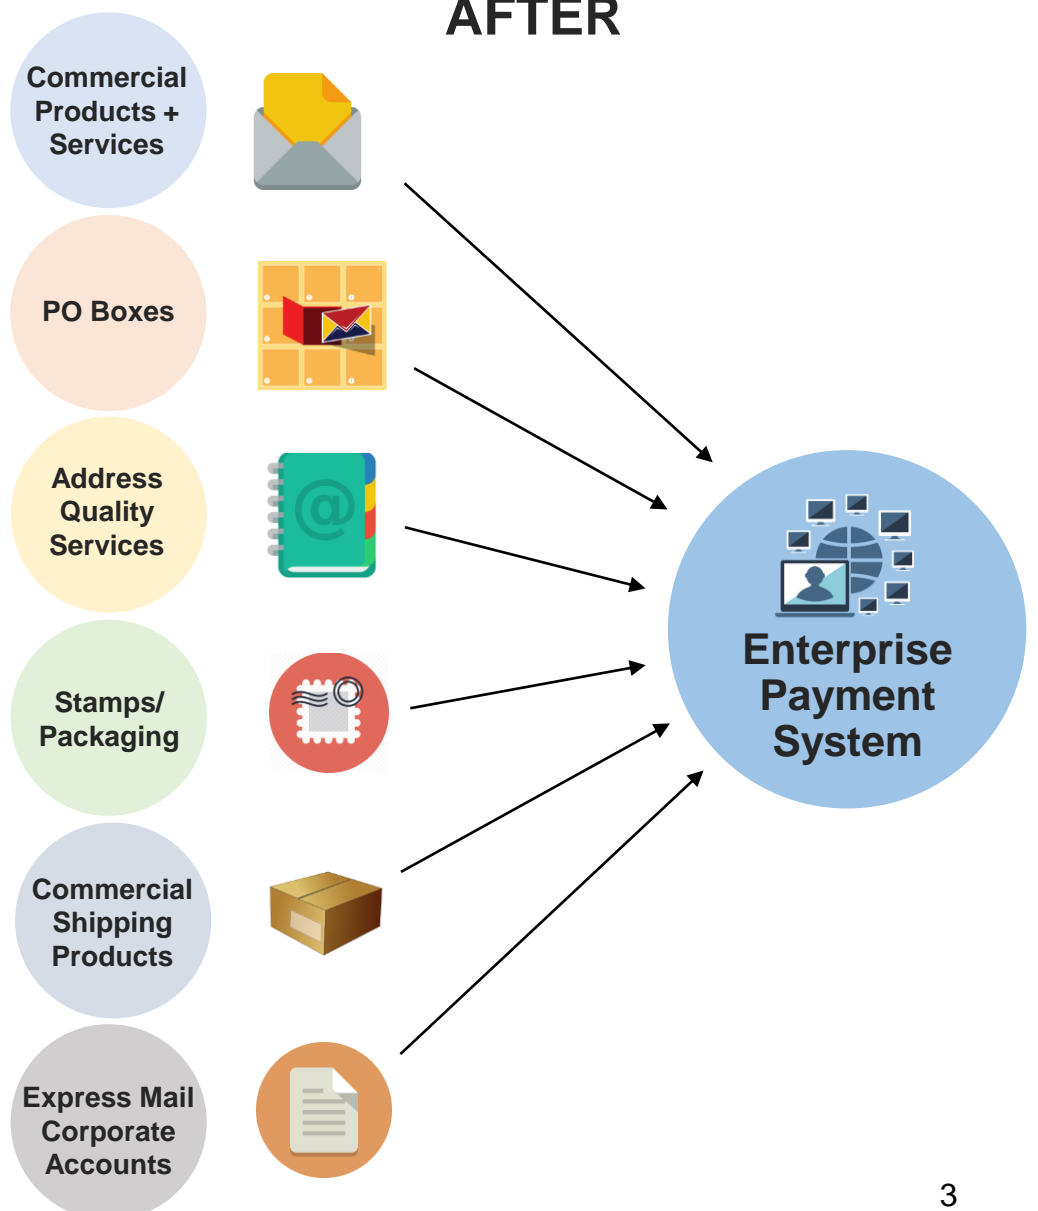 AFTER
Commercial
Products +
Services
PO Boxes
Address
Quality
Services
@
Stamps/
Packaging
Commercial
Shipping
Products
Express Mail
Corporate
Accounts
Enterprise
Payment
System
3